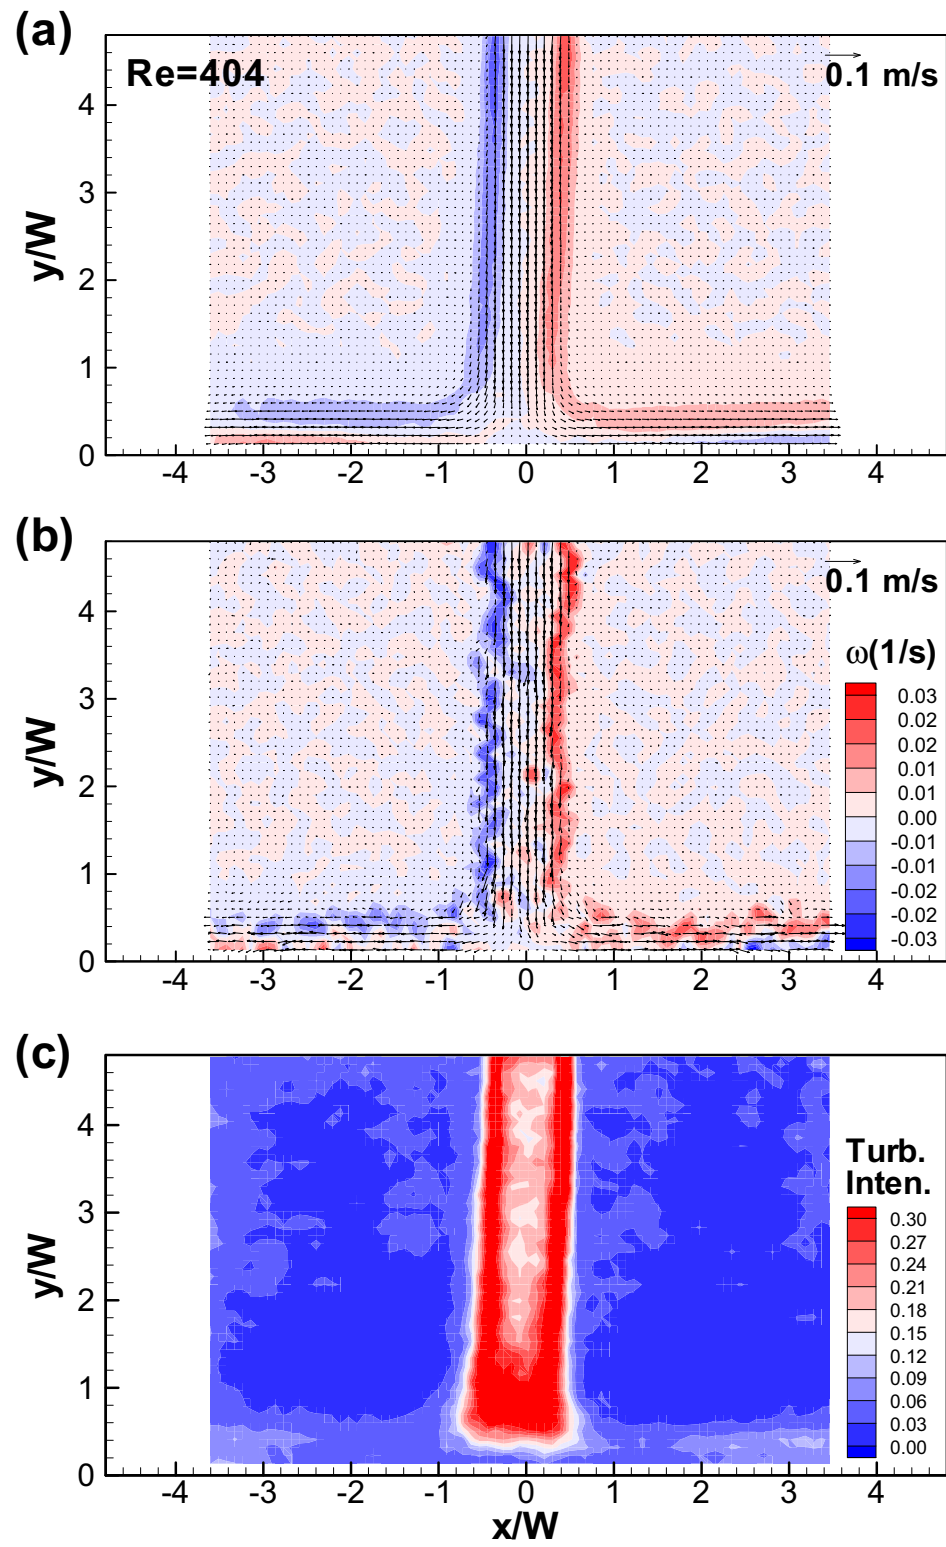 (a)
Re=404
0.1 m/s
y/W
4
3
2
1
0
-4 -3 -2 -1 0 1 2 3 4
(b)
0.1 m/s
ω(1/s)
0.03
0.02
0.02
0.01
0.01
0.00
-0.01
-0.01
-0.02
-0.02
-0.03
y/W
4
3
2
1
0
-4 -3 -2 -1 0 1 2 3 4
(c)
Turb.
Inten.
0.30
0.27
0.24
0.21
0.18
0.15
0.12
0.09
0.06
0.03
0.00
y/W
4
3
2
1
0
-4 -3 -2 -1 0 1 2 3 4
x/W